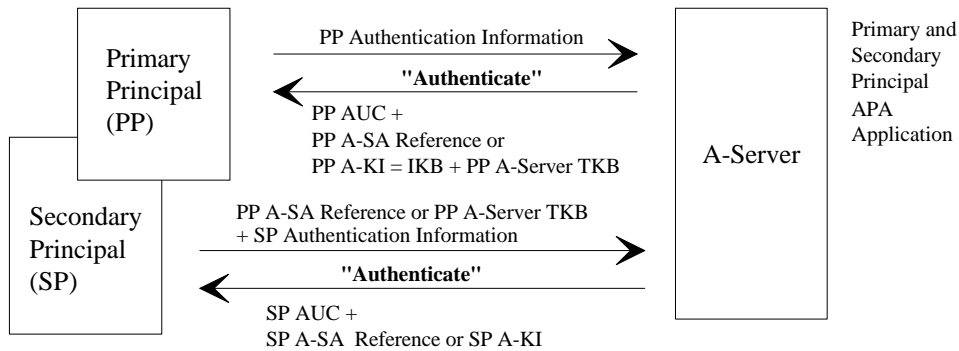 Primary
Principal
(PP)
PP Authentication Information
"Authenticate"
PP AUC +
PP A-SA Reference or
PP A-KI = IKB + PP A-Server TKB
A-Server
Primary and
Secondary
Principal
APA
Application
Secondary
Principal
(SP)
PP A-SA Reference or PP A-Server TKB
+ SP Authentication Information
"Authenticate"
SP AUC +
SP A-SA Reference or SP A-KI